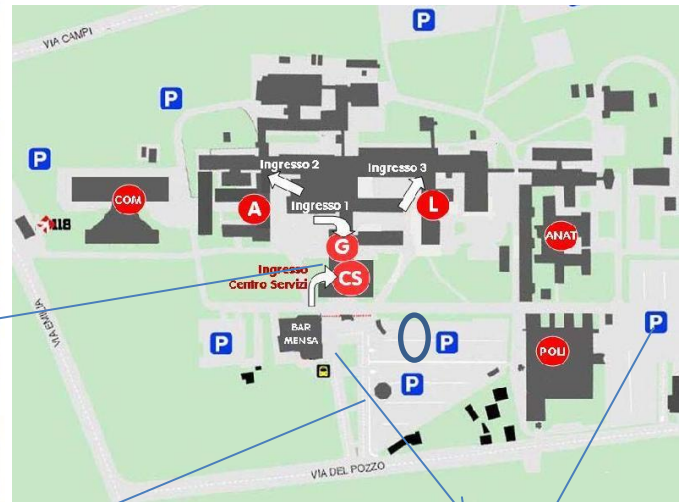 P
VIA CAMPI
P
P
Ingresso 2
Ingresso 3
COM
A
Ingresso 1
L
118
G
ANAT
Ingresso
Centro Servizi
CS
VIA EMILIA
BAR
MENSA
P
P
P
POLI
P
VIA DEL POZZO